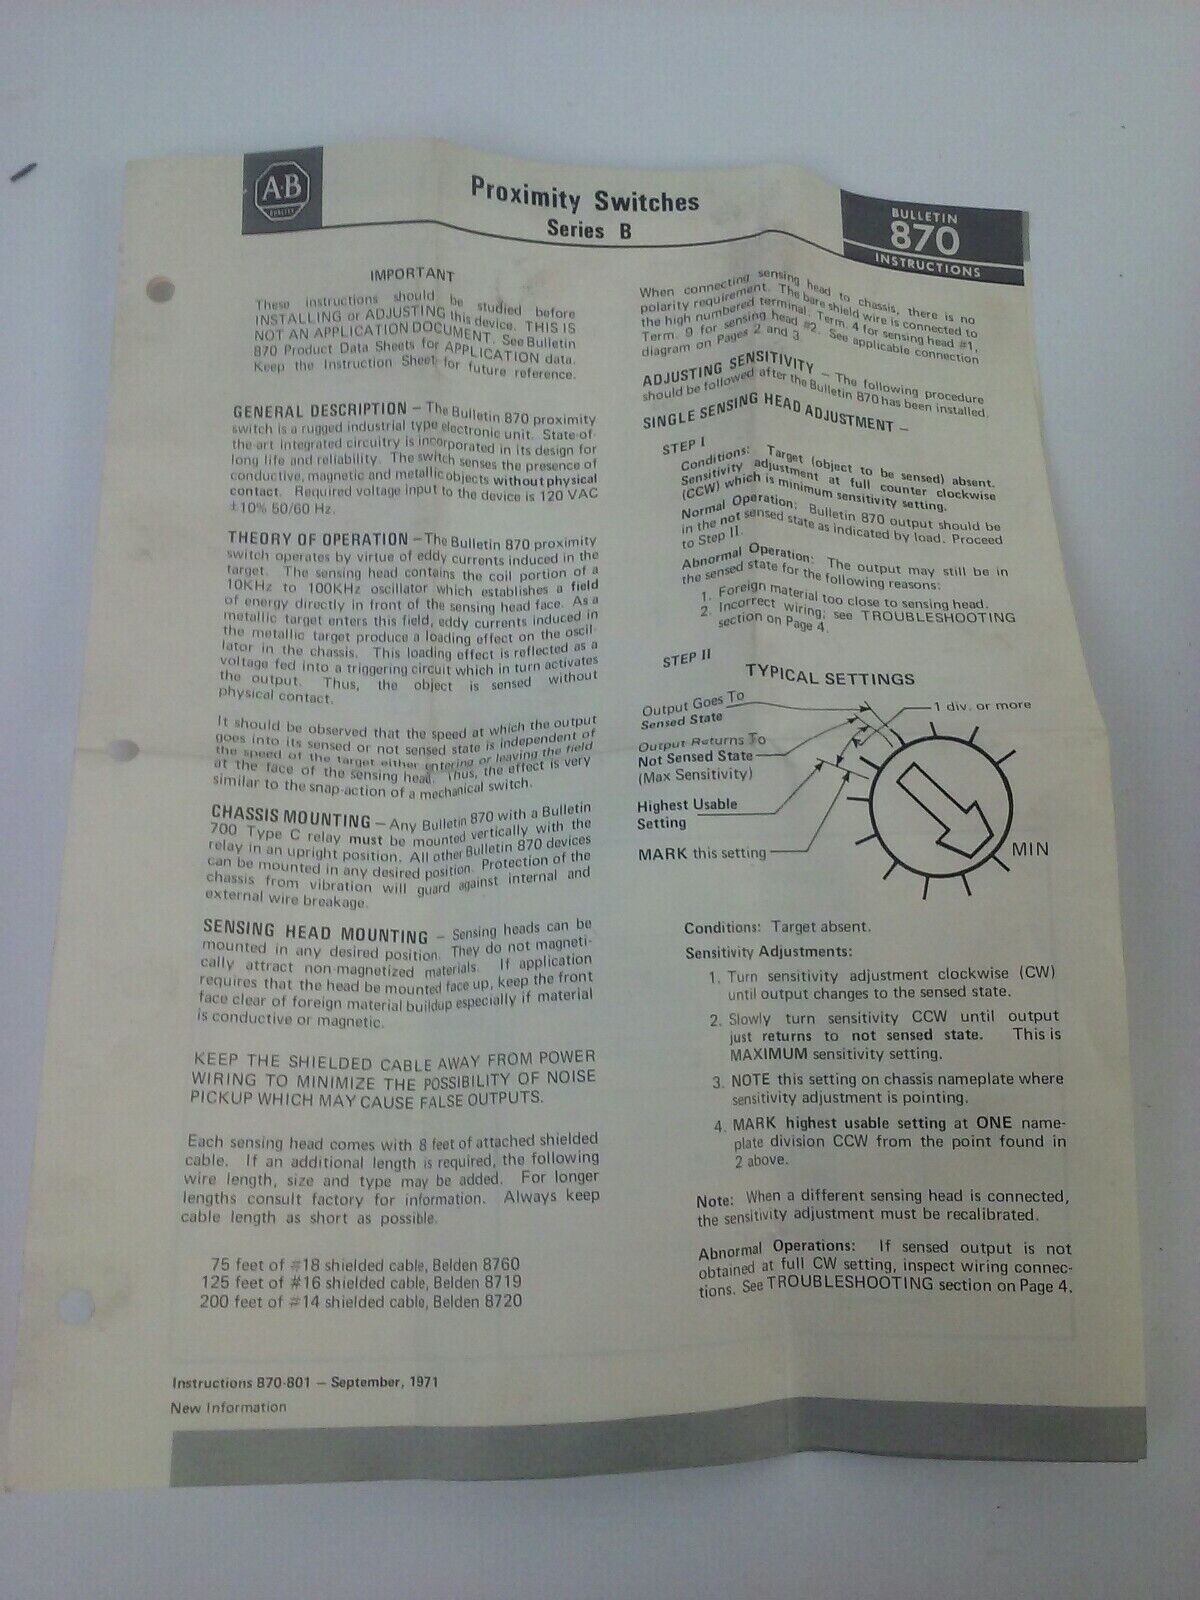 A-B
QUALITY
Proximity Switches
Series B
BULLETIN
870
INSTRUCTIONS
IMPORTANT
These instructions should be studied before
INSTALLING or ADJUSTING this device. THIS IS
NOT AN APPLICATION DOCUMENT. See Bulletin
870 Product Data Sheets for APPLICATION data.
Keep the Instruction Sheet for future reference.
GENERAL DESCRIPTION – The Bulletin 870 proximity
switch is a rugged industrial type electronic unit. State-of-
the-art integrated circuitry is incorporated in its design for
long life and reliability. The switch senses the presence of
conductive, magnetic and metallic objects without physical
contact. Required voltage input to the device is 120 VAC
±10% 50/60 Hz.
THEORY OF OPERATION – The Bulletin 870 proximity
switch operates by virtue of eddy currents induced in the
target. The sensing head contains the coil portion of a
10KHz to 100KHz oscillator which establishes a field
of energy directly in front of the sensing head face. As a
metallic target enters this field, eddy currents induced in
the metallic target produce a loading effect on the oscil-
lator in the chassis. This loading effect is reflected as a
voltage fed into a triggering circuit which in turn activates
the output. Thus, the object is sensed without
physical contact.
It should be observed that the speed at which the output
goes into its sensed or not sensed state is independent of
the speed of the target either entering or leaving the field
at the face of the sensing head. Thus, the effect is very
similar to the snap-action of a mechanical switch.
CHASSIS MOUNTING – Any Bulletin 870 with a Bulletin
700 Type C relay must be mounted vertically with the
relay in an upright position. All other Bulletin 870 devices
can be mounted in any desired position. Protection of the
chassis from vibration will guard against internal and
external wire breakage.
SENSING HEAD MOUNTING – Sensing heads can be
mounted in any desired position. They do not magneti-
cally attract non-magnetized materials. If application
requires that the head be mounted face up, keep the front
face clear of foreign material buildup especially if material
is conductive or magnetic.
KEEP THE SHIELDED CABLE AWAY FROM POWER
WIRING TO MINIMIZE THE POSSIBILITY OF NOISE
PICKUP WHICH MAY CAUSE FALSE OUTPUTS.
Each sensing head comes with 8 feet of attached shielded
cable. If an additional length is required, the following
wire length, size and type may be added. For longer
lengths consult factory for information. Always keep
cable length as short as possible.
75 feet of #18 shielded cable, Belden 8760
125 feet of #16 shielded cable, Belden 8719
200 feet of #14 shielded cable, Belden 8720
When connecting sensing head to chassis, there is no
polarity requirement. The bare shield wire is connected to
the high numbered terminal. Term. 4 for sensing head #1,
Term. 9 for sensing head #2. See applicable connection
diagram on Pages 2 and 3.
ADJUSTING SENSITIVITY – The following procedure
should be followed after the Bulletin 870 has been installed.
SINGLE SENSING HEAD ADJUSTMENT –
STEP I
Conditions: Target (object to be sensed) absent.
Sensitivity adjustment at full counter clockwise
(CCW) which is minimum sensitivity setting.
Normal Operation: Bulletin 870 output should be
in the not sensed state as indicated by load. Proceed
to Step II.
Abnormal Operation: The output may still be in
the sensed state for the following reasons:
1. Foreign material too close to sensing head.
2. Incorrect wiring; see TROUBLESHOOTING
section on Page 4.
STEP II
TYPICAL SETTINGS
Output Goes To
Sensed State
1 div. or more
Output Returns To
Not Sensed State
(Max Sensitivity)
Highest Usable
Setting
MARK this setting
MIN
Conditions: Target absent.
Sensitivity Adjustments:
1. Turn sensitivity adjustment clockwise (CW)
until output changes to the sensed state.
2. Slowly turn sensitivity CCW until output
just returns to not sensed state. This is
MAXIMUM sensitivity setting.
3. NOTE this setting on chassis nameplate where
sensitivity adjustment is pointing.
4. MARK highest usable setting at ONE name-
plate division CCW from the point found in
2 above.
Note: When a different sensing head is connected,
the sensitivity adjustment must be recalibrated.
Abnormal Operations: If sensed output is not
obtained at full CW setting, inspect wiring connec-
tions. See TROUBLESHOOTING section on Page 4.
Instructions 870-801 – September, 1971
New Information